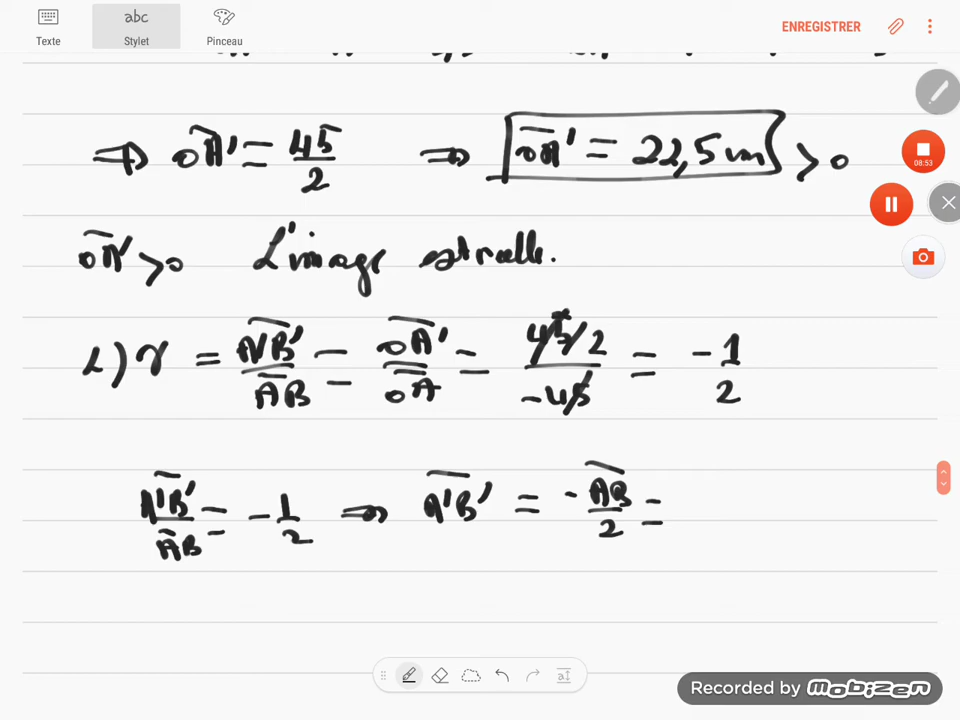 abc
Texte Stylet Pinceau ENREGISTRER
⇒ OA' = 45/2 ⇒ OA' = 22,5 cm > 0
08:53
OA' > 0 L'image est réelle.
2) γ = A'B'/AB = OA'/OA = 45/2/-45 = -1/2
A'B'/AB = -1/2 ⇒ A'B' = -AB/2 =
Recorded by mobizen